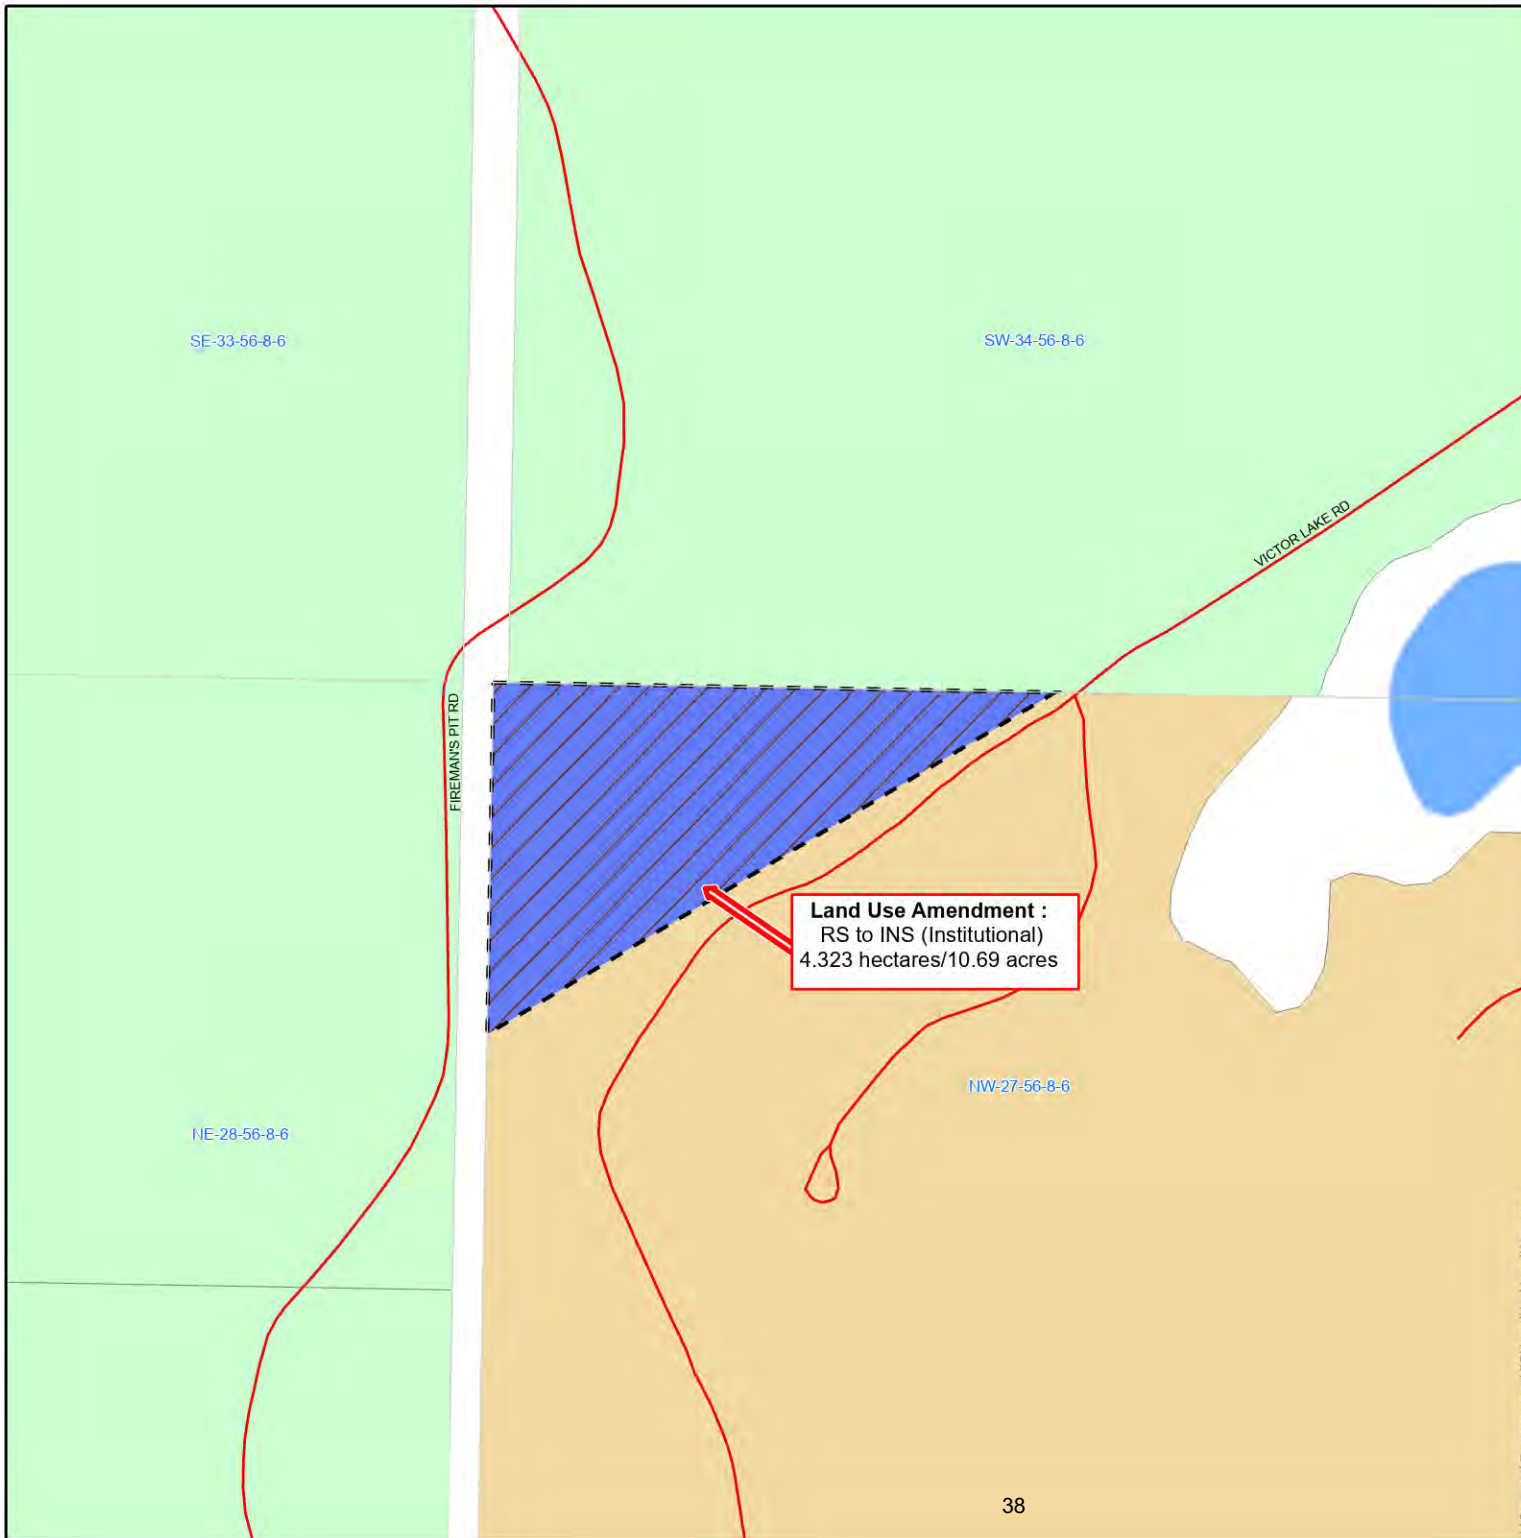 SE-33-56-8-6
SW-34-56-8-6
VICTOR LAKE RD
FIREMAN'S PIT RD
Land Use Amendment :
RS to INS (Institutional)
4.323 hectares/10.69 acres
NW-27-56-8-6
NE-28-56-8-6
38